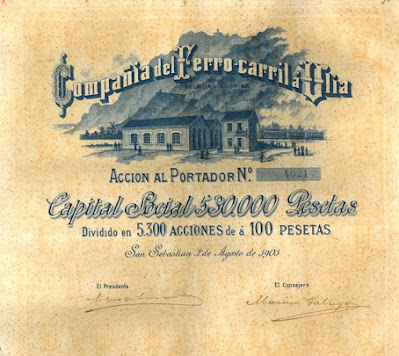 Compañia del Ferro-carril á Ulia
SOCIEDAD ANÓNIMA
ACCION AL PORTADOR Nº
Capital Social 530.000 Pesetas
Dividido en 5.300 ACCIONES de á 100 PESETAS
San Sebastian 1º de Agosto de 1903
El Presidente
El Consejero